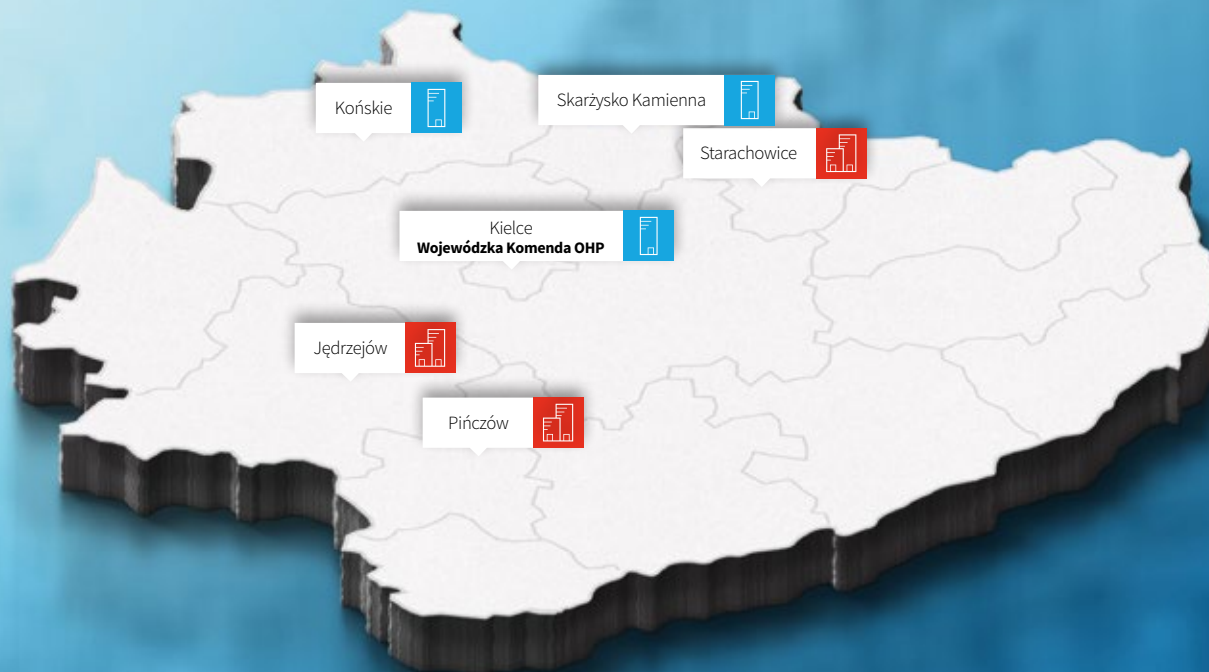 Końskie
Skarżysko Kamienna
Starachowice
Kielce
Wojewódzka Komenda OHP
Jędrzejów
Pińczów